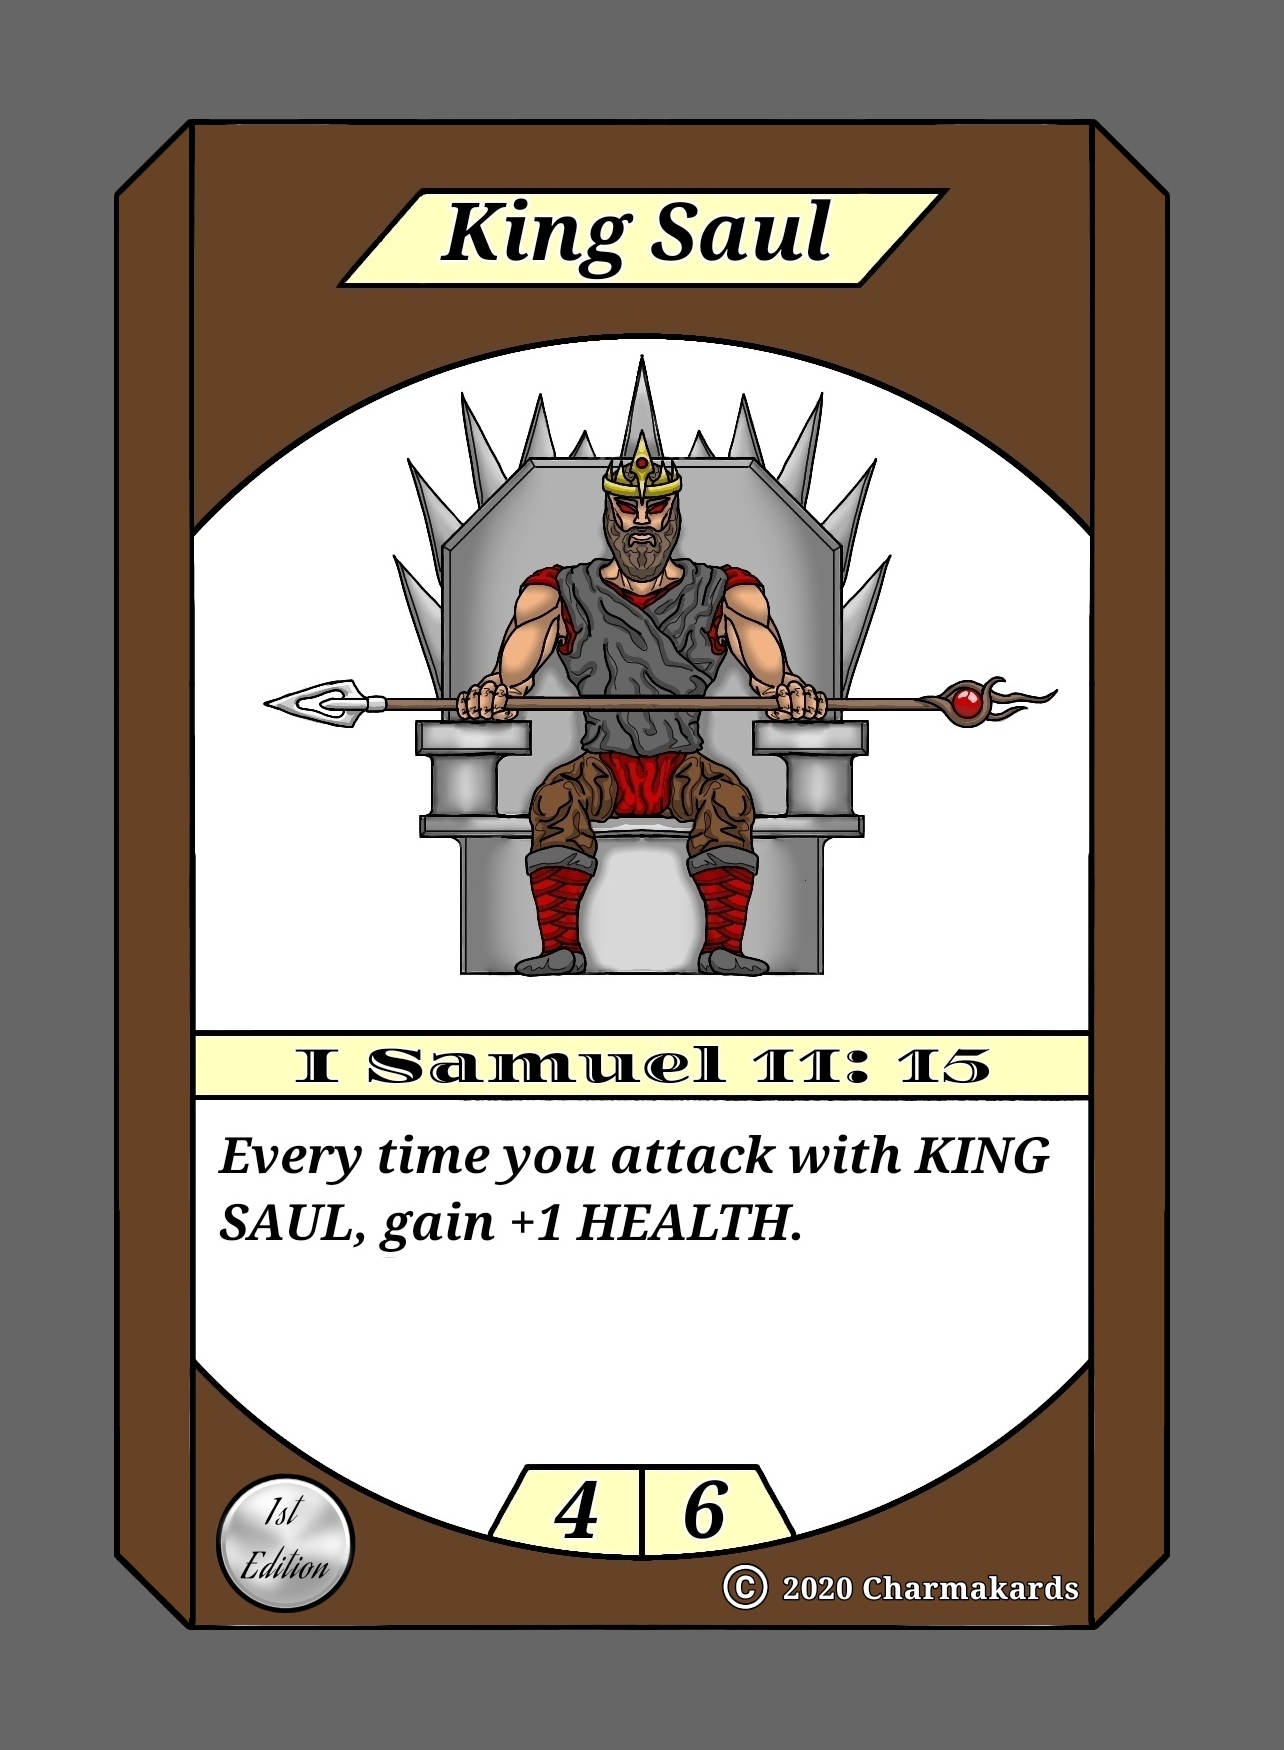 King Saul
I Samuel 11: 15
Every time you attack with KING
SAUL, gain +1 HEALTH.
4 6
1st
Edition
© 2020 Charmakards